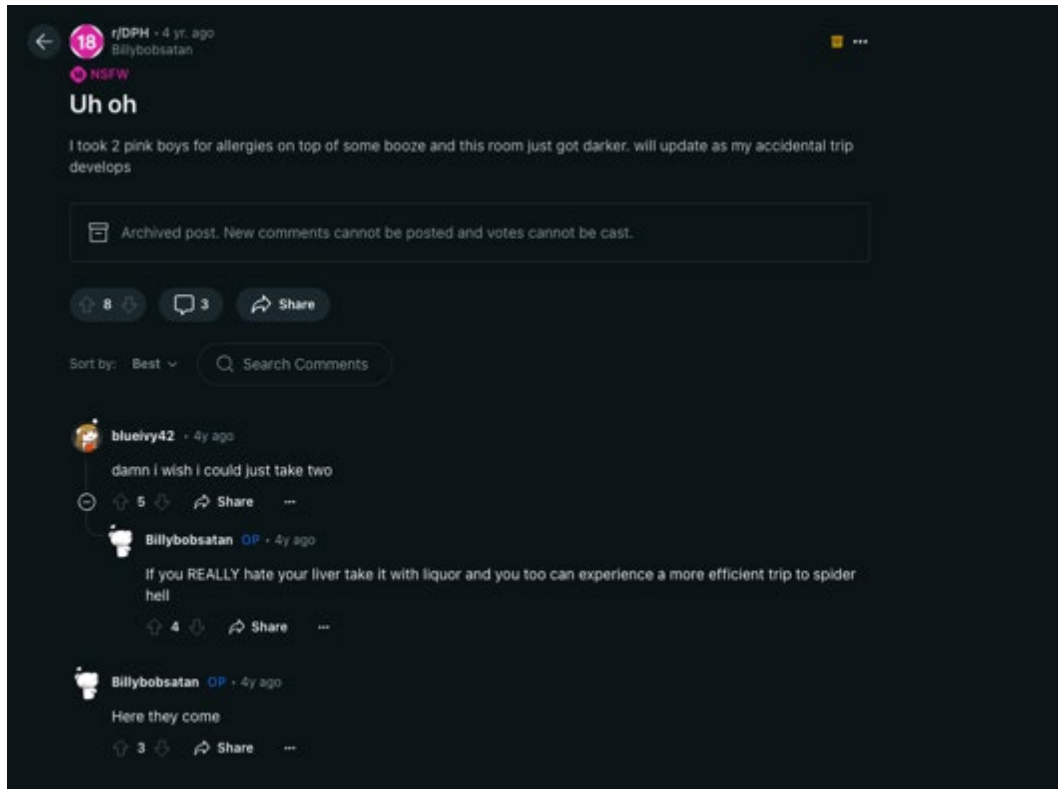 r/DPH • 4 yr. ago
Billybobsatan
NSFW
Uh oh
I took 2 pink boys for allergies on top of some booze and this room just got darker. will update as my accidental trip
develops
Archived post. New comments cannot be posted and votes cannot be cast.
8 3 Share
Sort by: Best Search Comments
blueivy42 • 4y ago
damn i wish i could just take two
5 Share ...
Billybobsatan OP • 4y ago
If you REALLY hate your liver take it with liquor and you too can experience a more efficient trip to spider
hell
4 Share ...
Billybobsatan OP • 4y ago
Here they come
3 Share ...